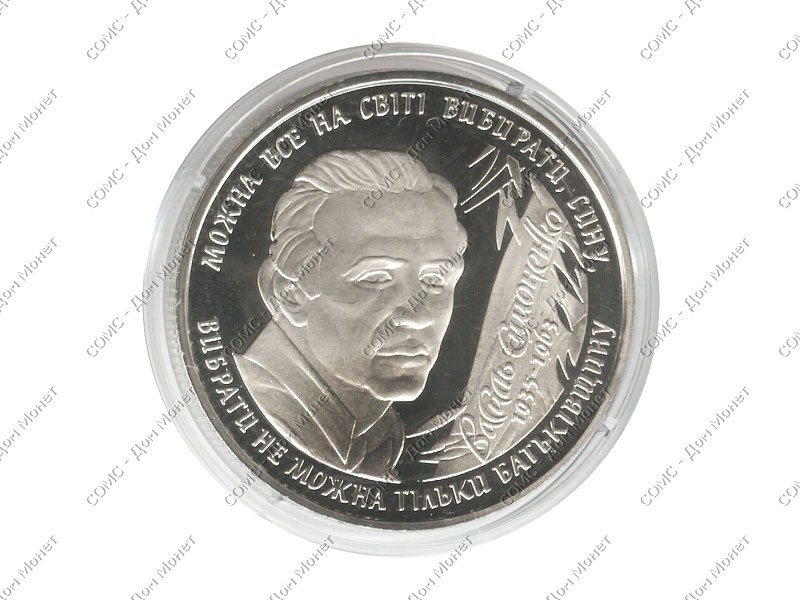 МОЖНА ВСЕ НА СВІТІ ВИБИРАТИ, СИНУ
ВИБРАТИ НЕ МОЖНА ТІЛЬКИ БАТЬКІВЩИНУ
Василь Симоненко
1935-1963
СОМС - Дом Монет